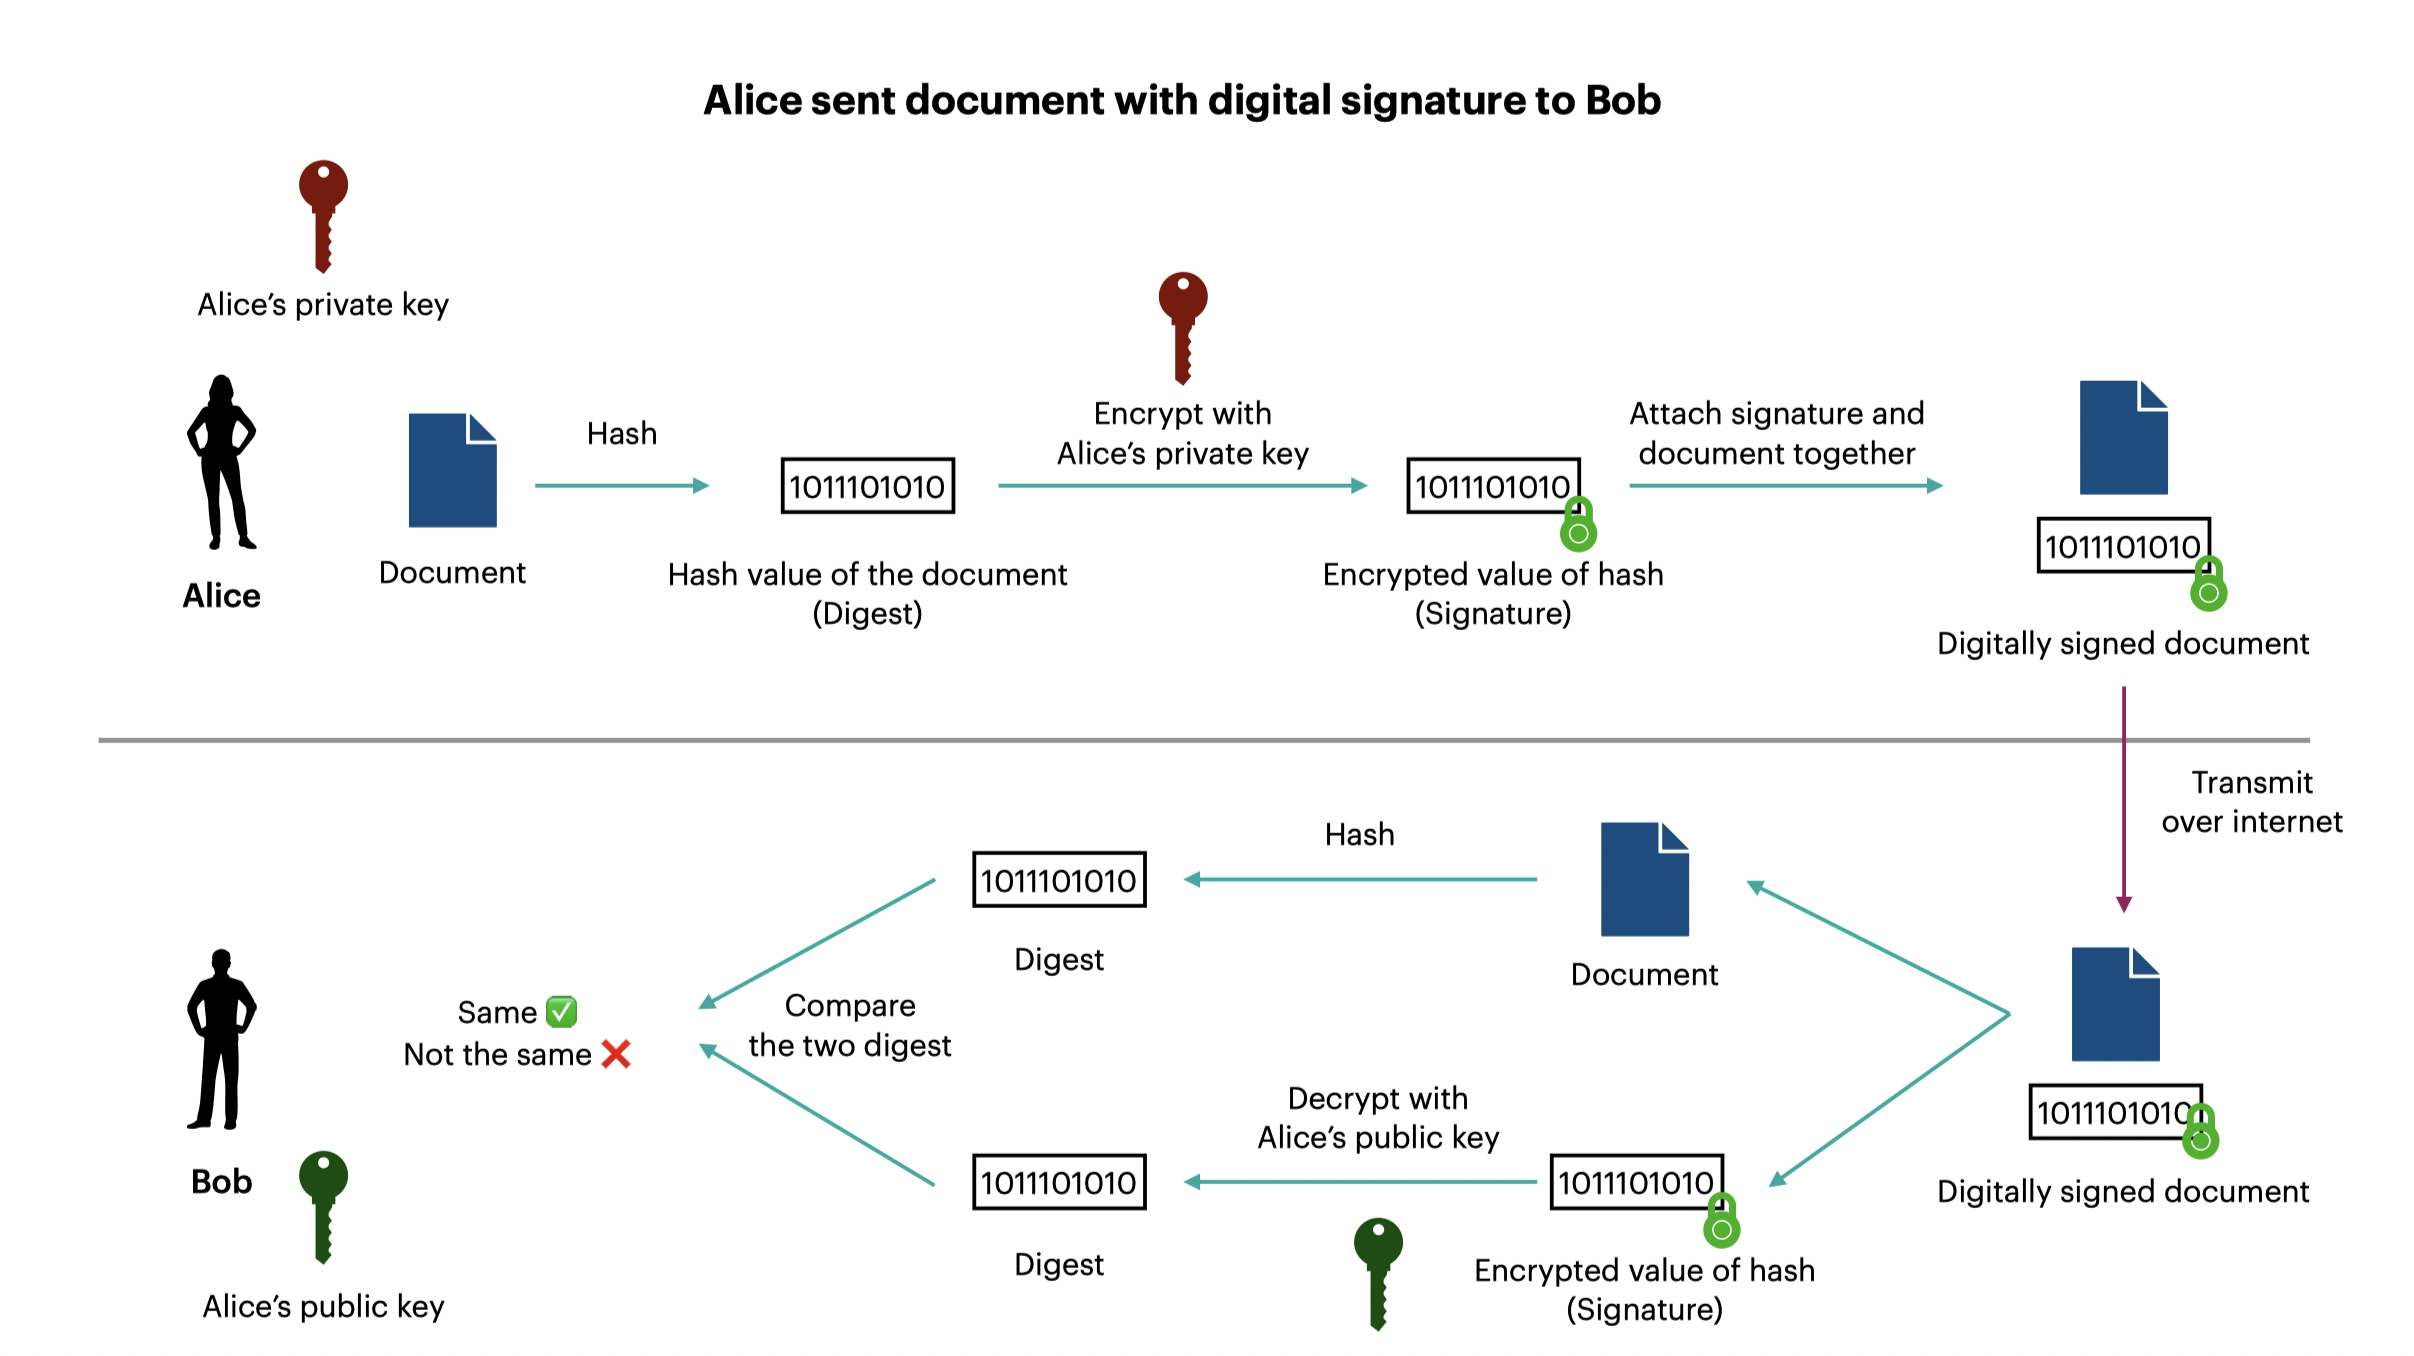 Alice sent document with digital signature to Bob
Alice’s private key
Alice
Document
Hash
1011101010
Hash value of the document
(Digest)
Encrypt with
Alice’s private key
1011101010
Encrypted value of hash
(Signature)
Attach signature and
document together
1011101010
Digitally signed document
Transmit
over internet
1011101010
Digitally signed document
Document
Hash
1011101010
Digest
1011101010
Encrypted value of hash
(Signature)
Decrypt with
Alice’s public key
1011101010
Digest
Compare
the two digest
Same
Not the same
Bob
Alice’s public key